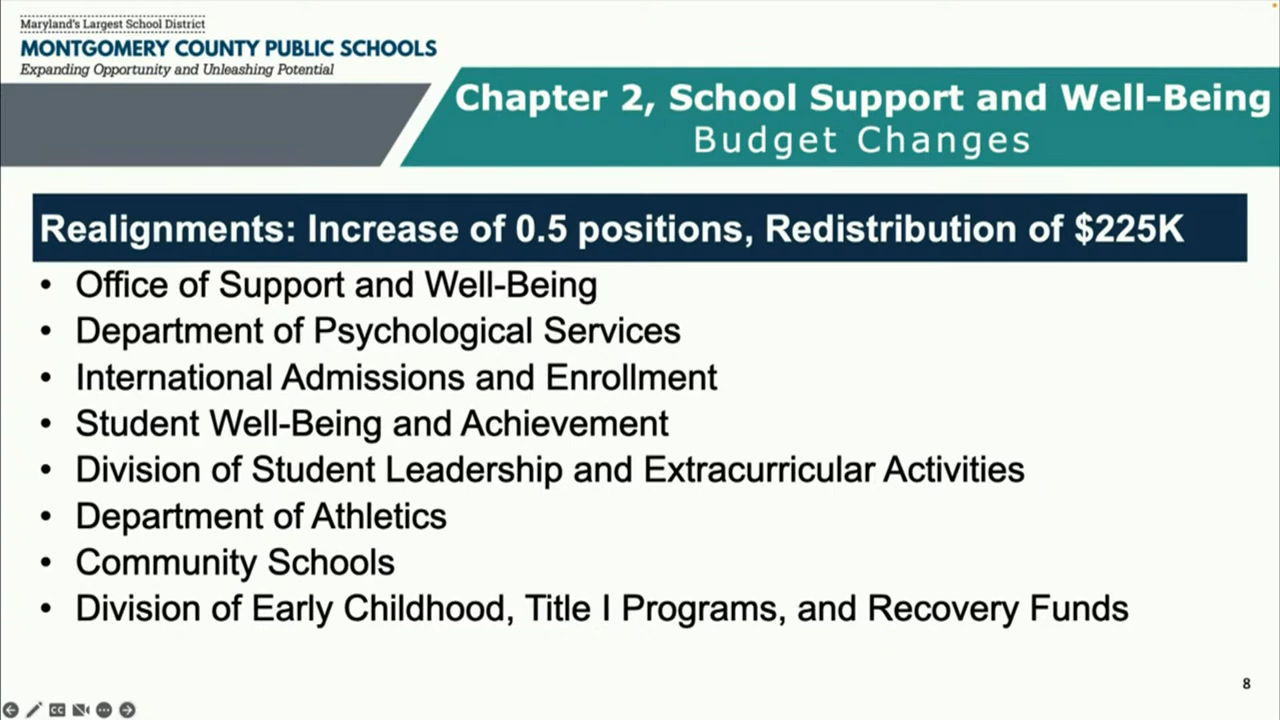 Maryland's Largest School District
MONTGOMERY COUNTY PUBLIC SCHOOLS
Expanding Opportunity and Unleashing Potential
Chapter 2, School Support and Well-Being
Budget Changes
Realignments: Increase of 0.5 positions, Redistribution of $225K
• Office of Support and Well-Being
• Department of Psychological Services
• International Admissions and Enrollment
• Student Well-Being and Achievement
• Division of Student Leadership and Extracurricular Activities
• Department of Athletics
• Community Schools
• Division of Early Childhood, Title I Programs, and Recovery Funds
8
CC